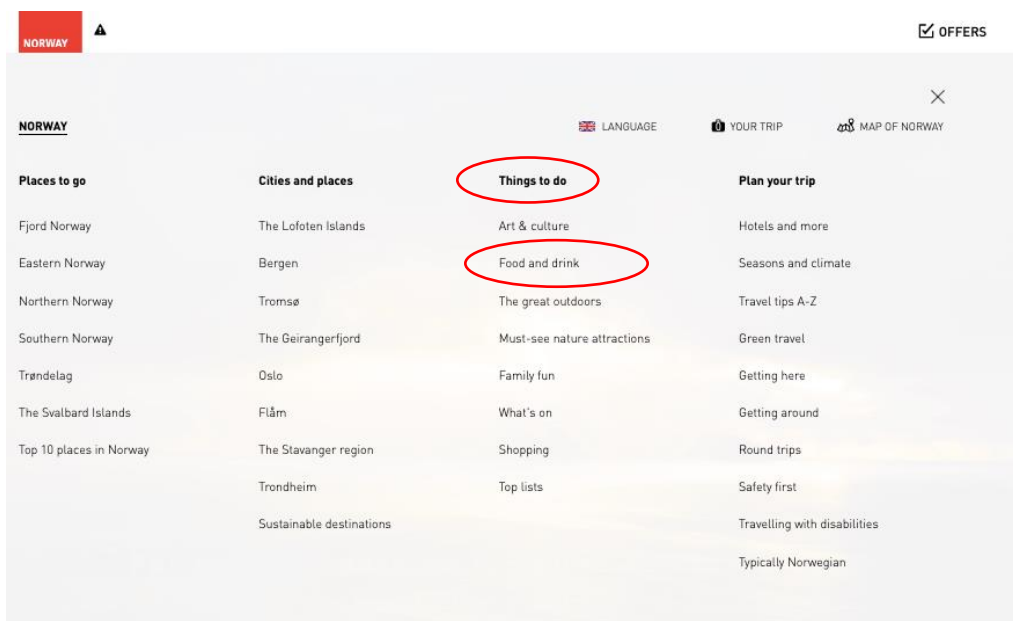 NORWAY
OFFERS
NORWAY
LANGUAGE
YOUR TRIP
MAP OF NORWAY
Places to go
Fjord Norway
Eastern Norway
Northern Norway
Southern Norway
Trøndelag
The Svalbard Islands
Top 10 places in Norway
Cities and places
The Lofoten Islands
Bergen
Tromsø
The Geirangerfjord
Oslo
Flåm
The Stavanger region
Trondheim
Sustainable destinations
Things to do
Art & culture
Food and drink
The great outdoors
Must-see nature attractions
Family fun
What's on
Shopping
Top lists
Plan your trip
Hotels and more
Seasons and climate
Travel tips A-Z
Green travel
Getting here
Getting around
Round trips
Safety first
Travelling with disabilities
Typically Norwegian